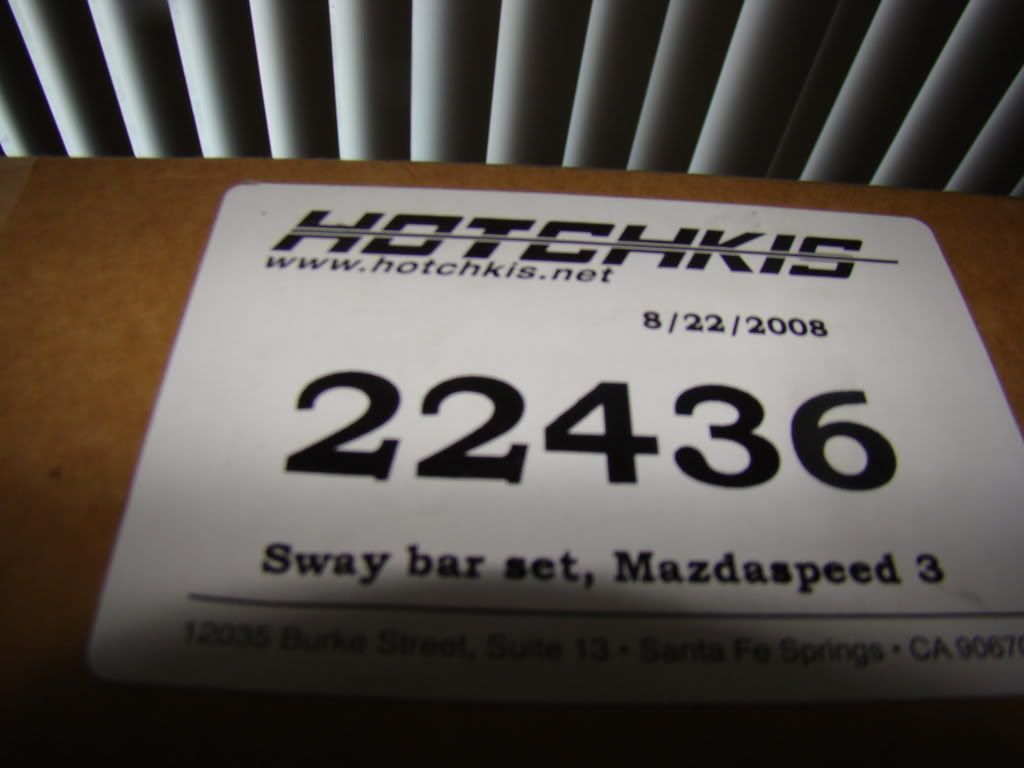 HOTCHKIS
www.hotchkis.net
8/22/2008
22436
Sway bar set, Mazdaspeed 3
12035 Burke Street, Suite 13 • Santa Fe Springs • CA 90670